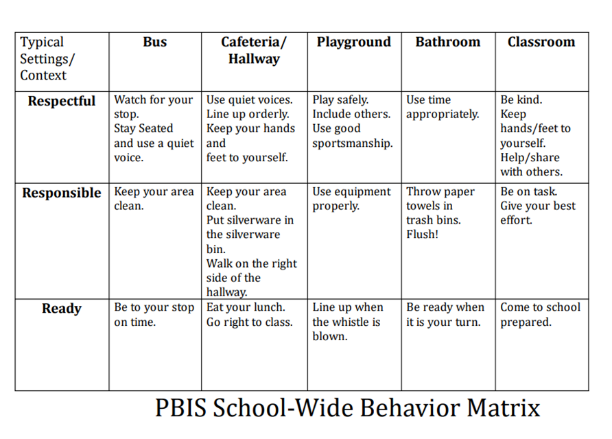 Typical
Settings/
Context
Bus
Cafeteria/
Hallway
Playground
Bathroom
Classroom
Respectful
Watch for your
stop.
Stay Seated
and use a quiet
voice.
Use quiet voices.
Line up orderly.
Keep your hands
and
feet to yourself.
Play safely.
Include others.
Use good
sportsmanship.
Use time
appropriately.
Be kind.
Keep
hands/feet to
yourself.
Help/share
with others.
Responsible
Keep your area
clean.
Keep your area
clean.
Put silverware in
the silverware
bin.
Walk on the right
side of the
hallway.
Use equipment
properly.
Throw paper
towels in
trash bins.
Flush!
Be on task.
Give your best
effort.
Ready
Be to your stop
on time.
Eat your lunch.
Go right to class.
Line up when
the whistle is
blown.
Be ready when
it is your turn.
Come to school
prepared.
PBIS School-Wide Behavior Matrix